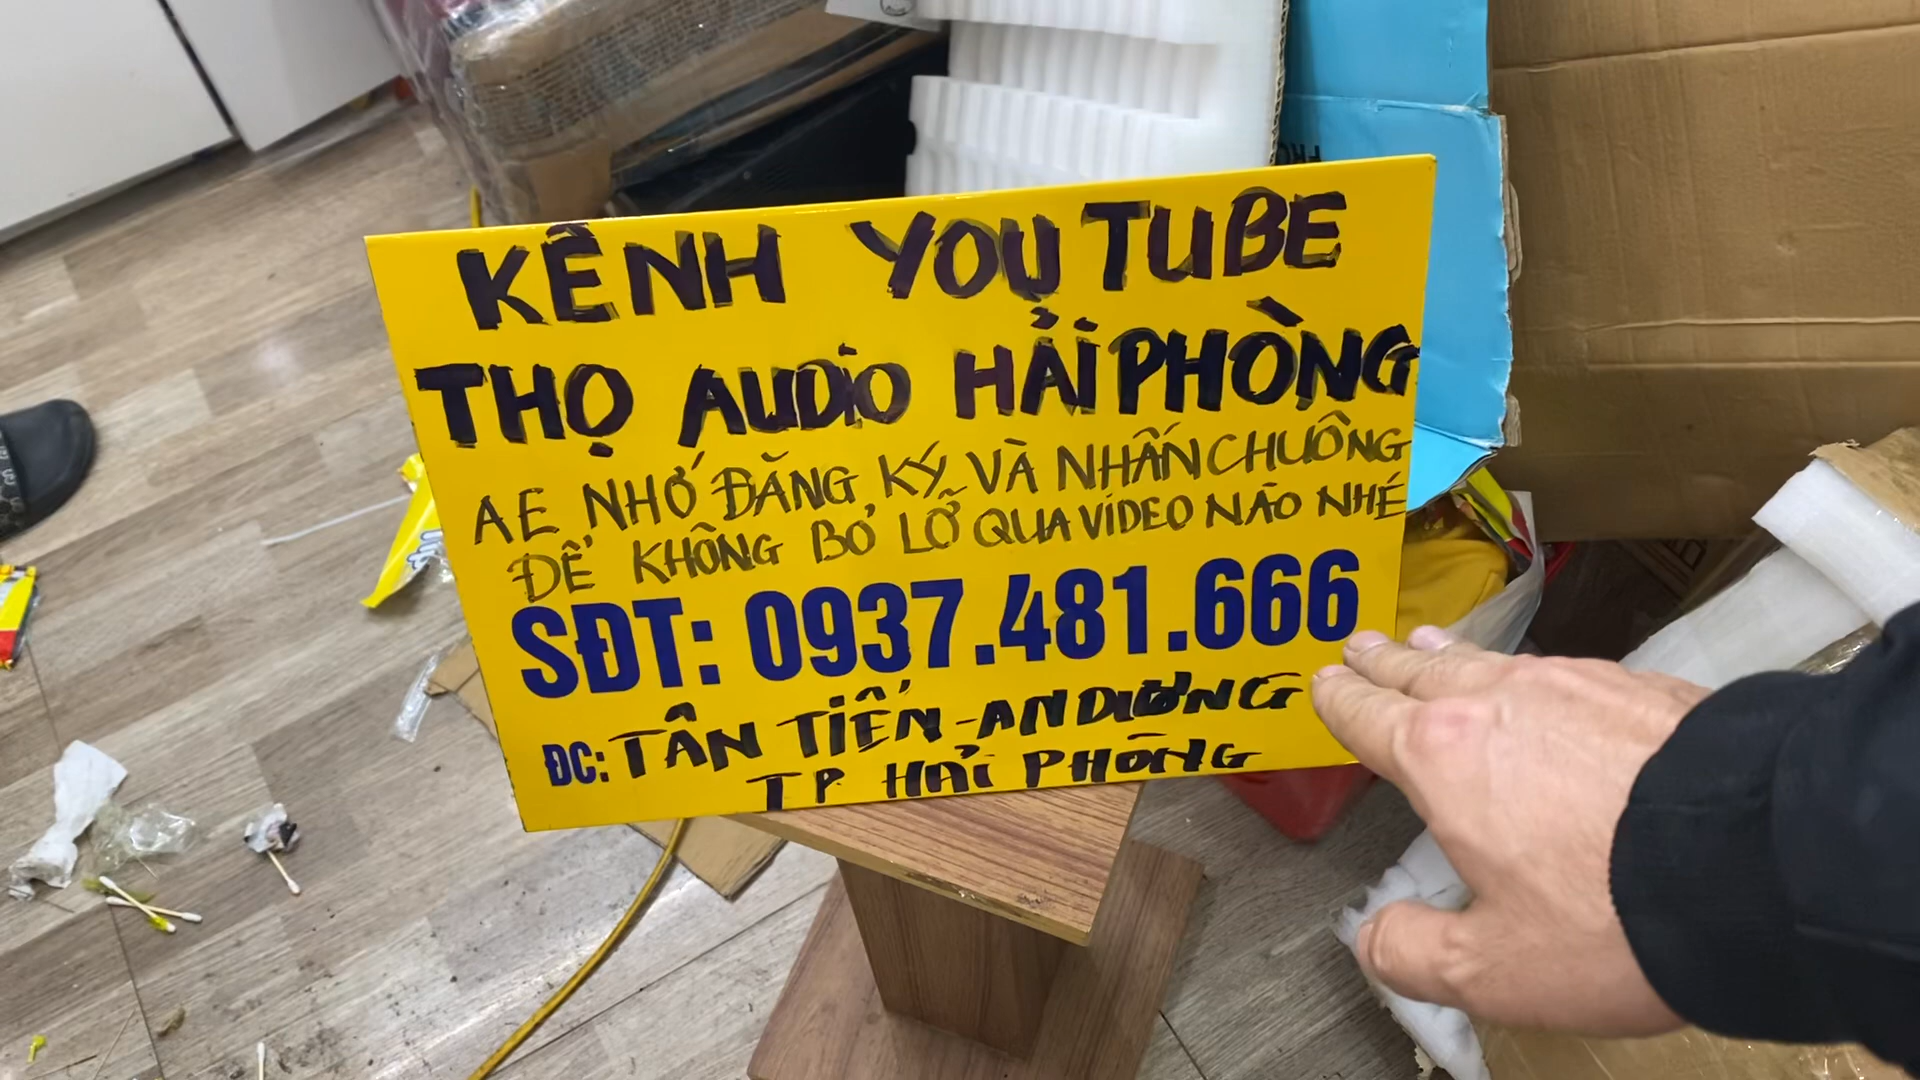 KÊNH YOUTUBE
THỌ AUDIO HẢI PHÒNG
AE NHỚ ĐĂNG KÝ VÀ NHẤN CHUÔNG
ĐỂ KHÔNG BỎ LỠ QUA VIDEO NÀO NHÉ
SĐT: 0937.481.666
ĐC: TÂN TIẾN - AN DƯƠNG
TP HẢI PHÒNG